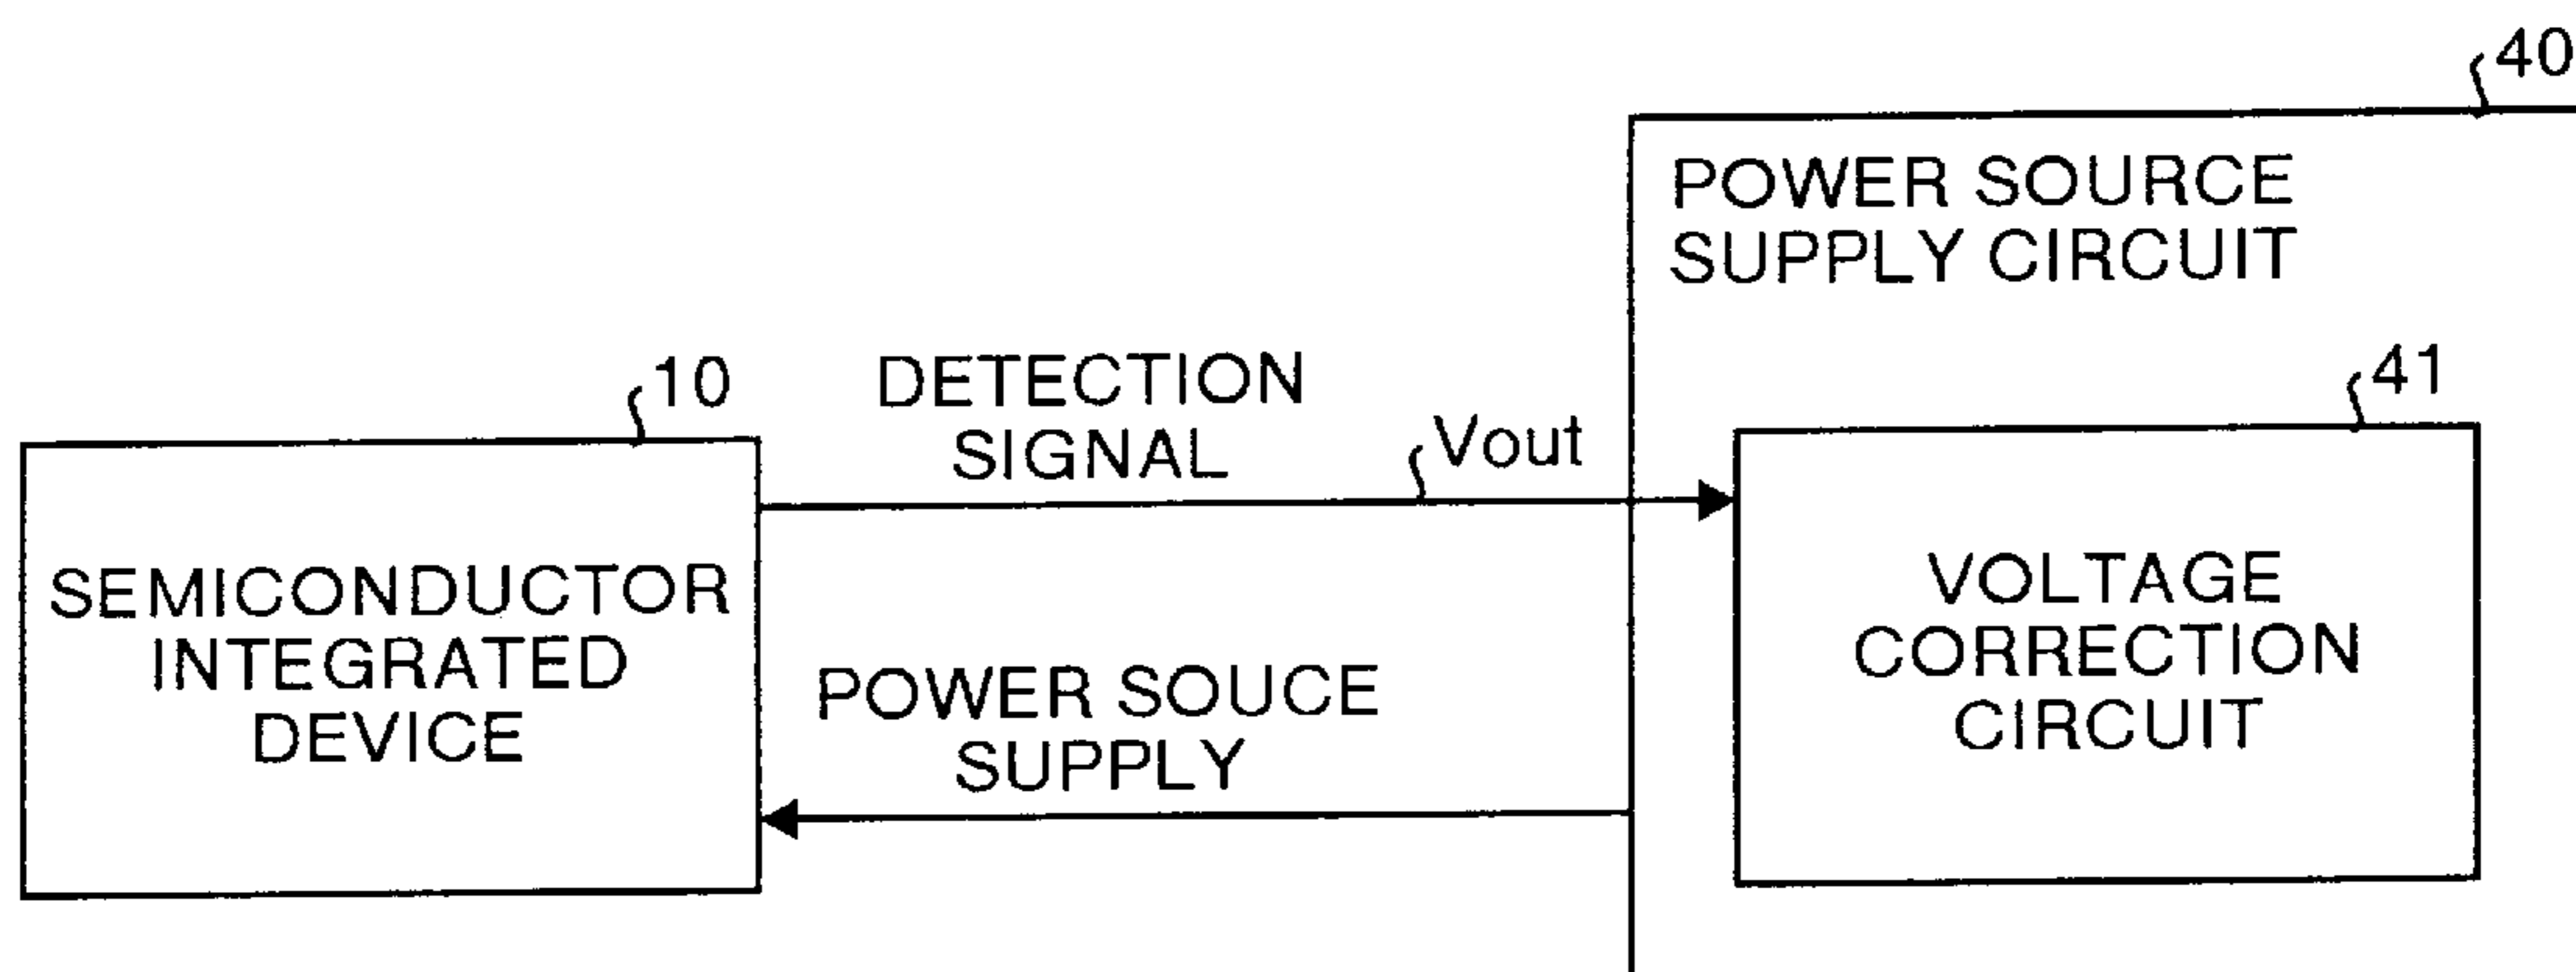 40
POWER SOURCE
SUPPLY CIRCUIT
10
DETECTION
SIGNAL
Vout
41
SEMICONDUCTOR
INTEGRATED
DEVICE
POWER SOUCE
SUPPLY
VOLTAGE
CORRECTION
CIRCUIT